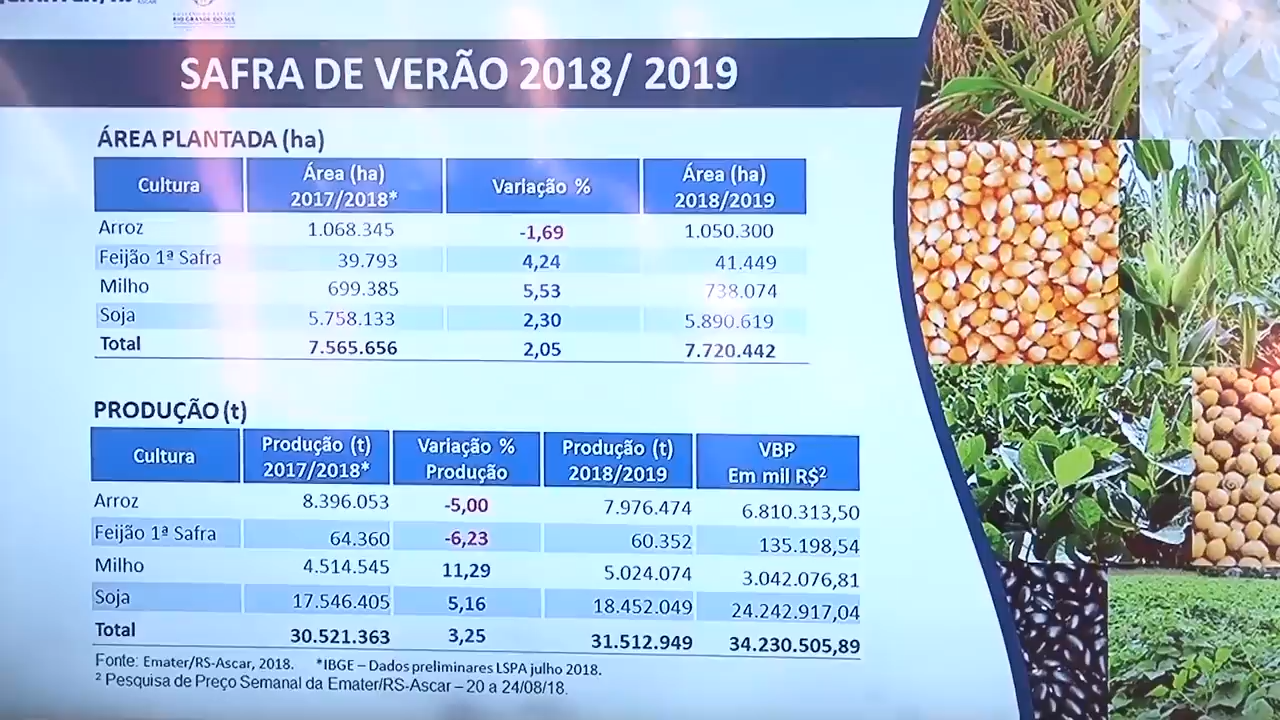 ASCAR
RIO GRANDE DO SUL
SAFRA DE VERÃO 2018/ 2019
ÁREA PLANTADA (ha)
Cultura Área (ha) 2017/2018* Variação % Área (ha) 2018/2019
Arroz 1.068.345 -1,69 1.050.300
Feijão 1ª Safra 39.793 4,24 41.449
Milho 699.385 5,53 738.074
Soja 5.758.133 2,30 5.890.619
Total 7.565.656 2,05 7.720.442
PRODUÇÃO (t)
Cultura Produção (t) 2017/2018* Variação % Produção Produção (t) 2018/2019 VBP Em mil R$²
Arroz 8.396.053 -5,00 7.976.474 6.810.313,50
Feijão 1ª Safra 64.360 -6,23 60.352 135.198,54
Milho 4.514.545 11,29 5.024.074 3.042.076,81
Soja 17.546.405 5,16 18.452.049 24.242.917,04
Total 30.521.363 3,25 31.512.949 34.230.505,89
Fonte: Emater/RS-Ascar, 2018. *IBGE – Dados preliminares LSPA julho 2018.
² Pesquisa de Preço Semanal da Emater/RS-Ascar – 20 a 24/08/18.